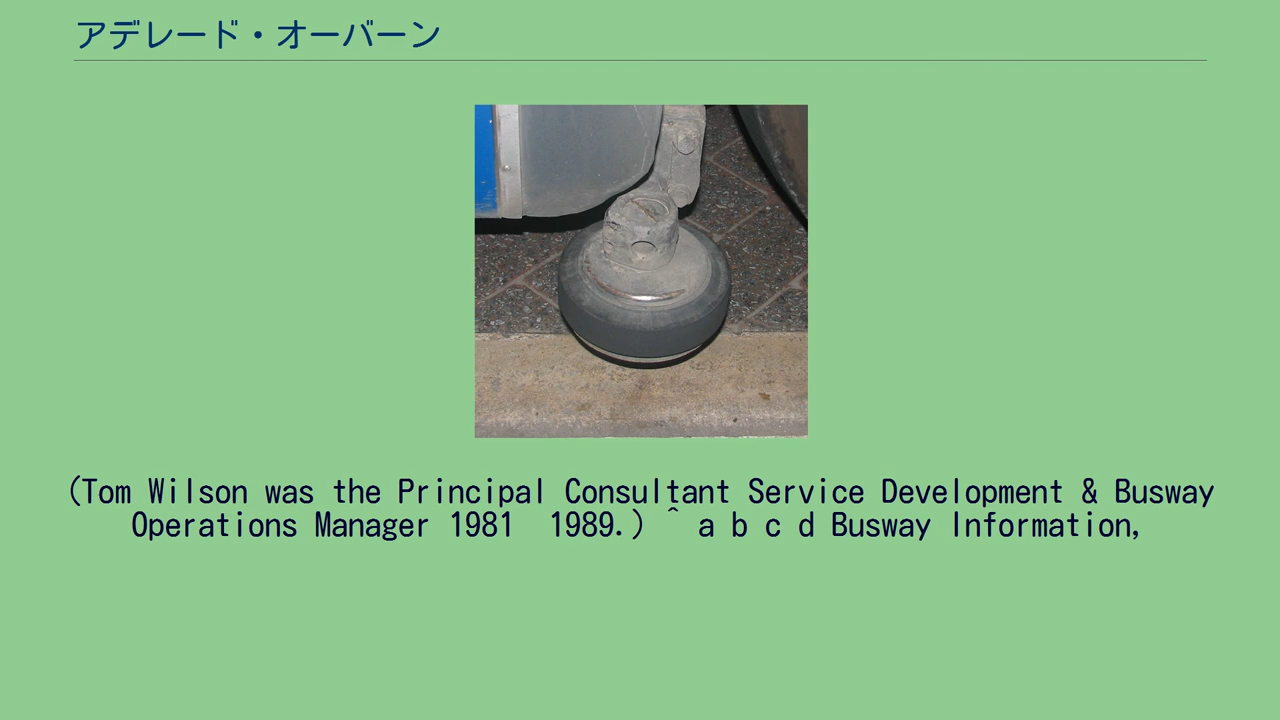 アデレード・オーバーン
(Tom Wilson was the Principal Consultant Service Development & Busway
Operations Manager 1981  1989.) ^ a b c d Busway Information,